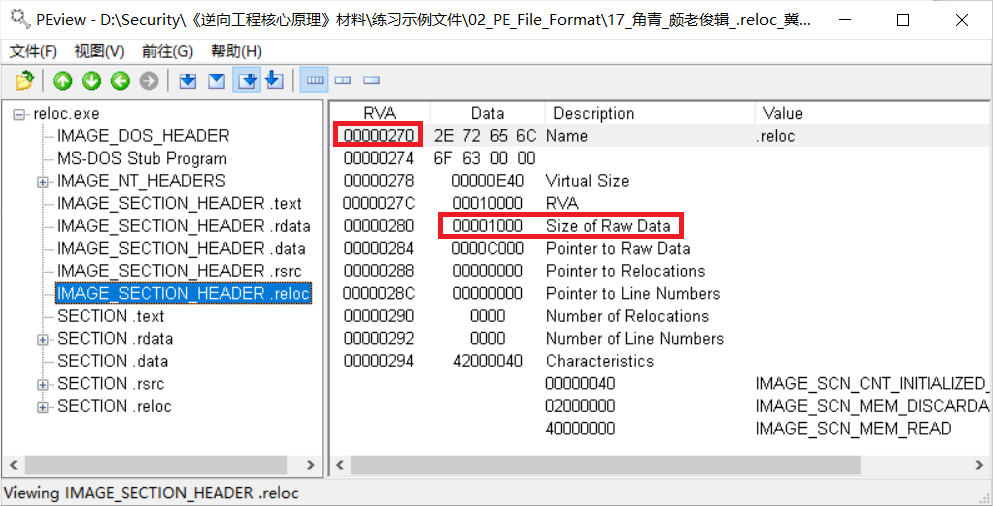 PEview - D:\Security\《逆向工程核心原理》材料\练习示例文件\02_PE_File_Format\17_角青_颇老俊辑_.reloc_冀...
文件(F) 视图(V) 前往(G) 帮助(H)
reloc.exe
IMAGE_DOS_HEADER
MS-DOS Stub Program
IMAGE_NT_HEADERS
IMAGE_SECTION_HEADER .text
IMAGE_SECTION_HEADER .rdata
IMAGE_SECTION_HEADER .data
IMAGE_SECTION_HEADER .rsrc
IMAGE_SECTION_HEADER .reloc
SECTION .text
SECTION .rdata
SECTION .data
SECTION .rsrc
SECTION .reloc
RVA Data Description Value
00000270 2E 72 65 6C Name .reloc
00000274 6F 63 00 00
00000278 00000E40 Virtual Size
0000027C 00010000 RVA
00000280 00001000 Size of Raw Data
00000284 0000C000 Pointer to Raw Data
00000288 00000000 Pointer to Relocations
0000028C 00000000 Pointer to Line Numbers
00000290 0000 Number of Relocations
00000292 0000 Number of Line Numbers
00000294 42000040 Characteristics
00000040 IMAGE_SCN_CNT_INITIALIZED_
02000000 IMAGE_SCN_MEM_DISCARDA
40000000 IMAGE_SCN_MEM_READ
Viewing IMAGE_SECTION_HEADER .reloc